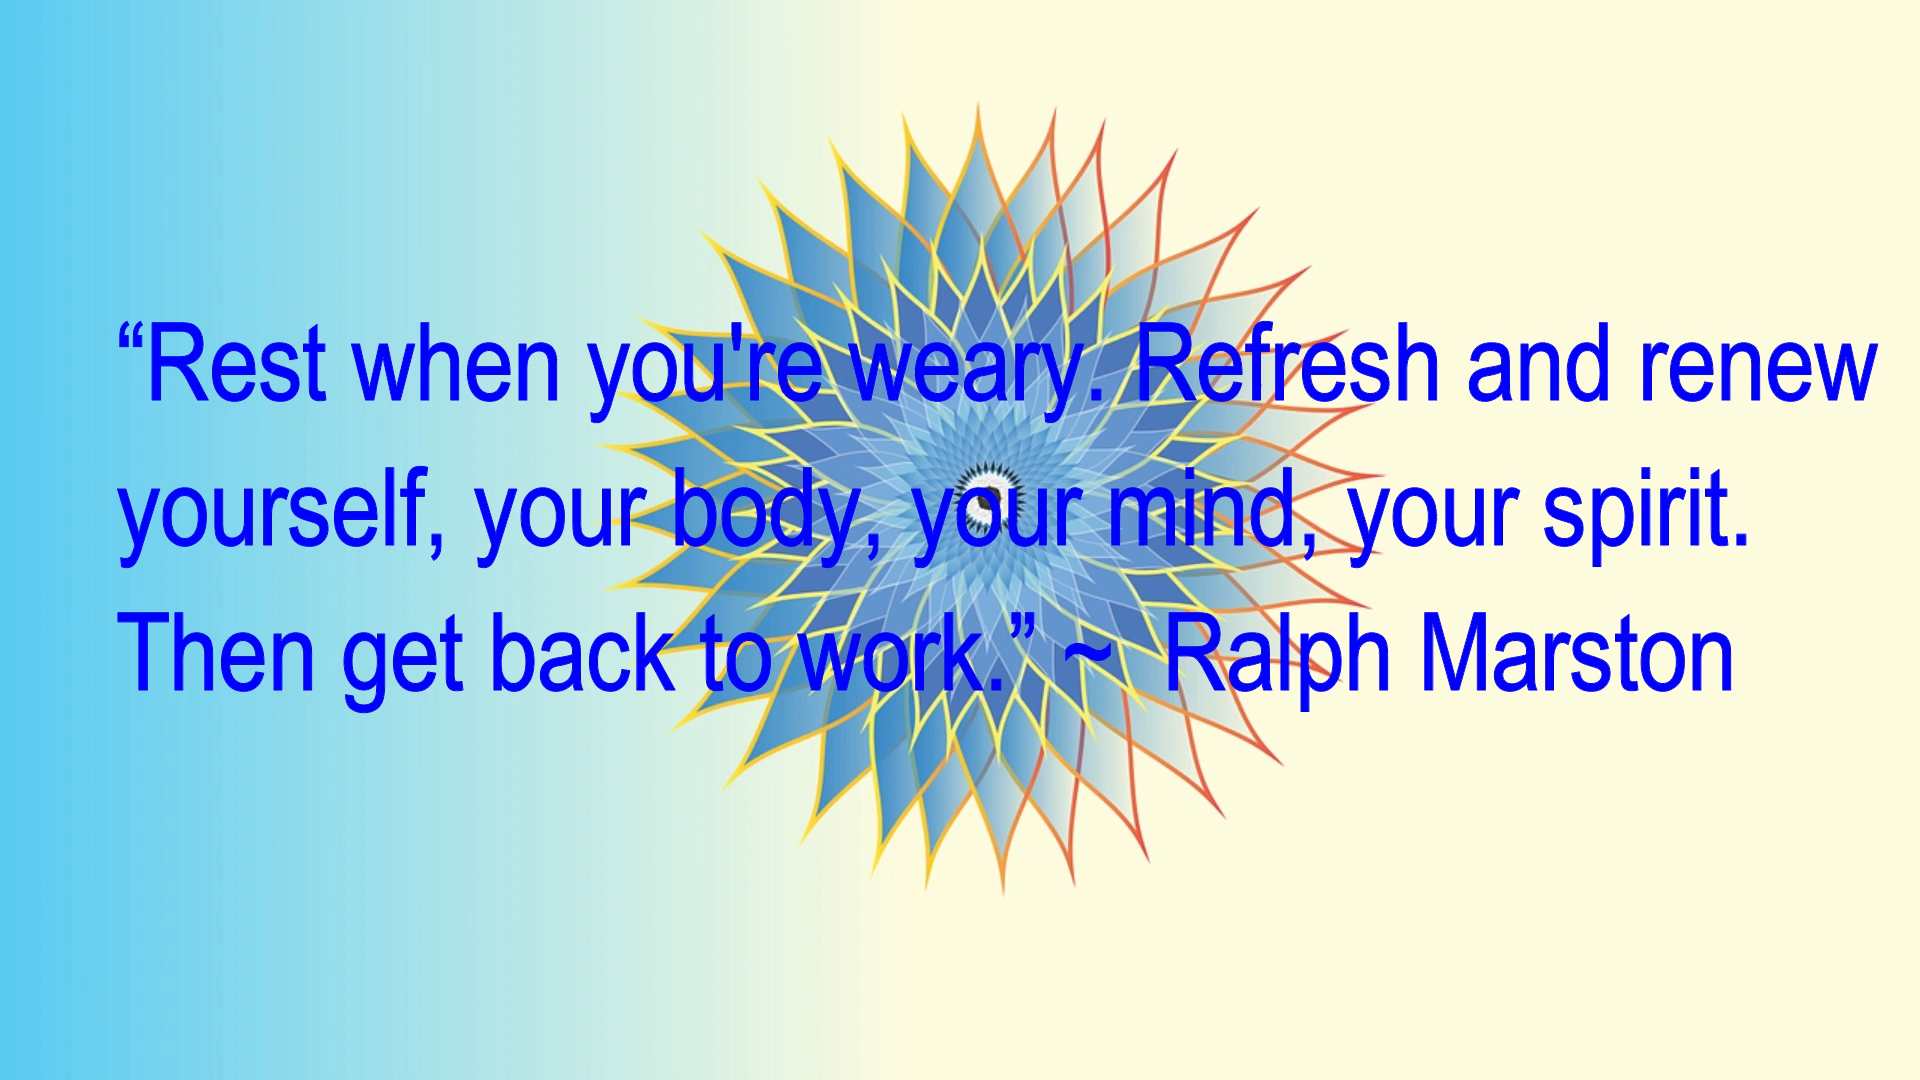 “Rest when you're weary. Refresh and renew
yourself, your body, your mind, your spirit.
Then get back to work.” ~ Ralph Marston